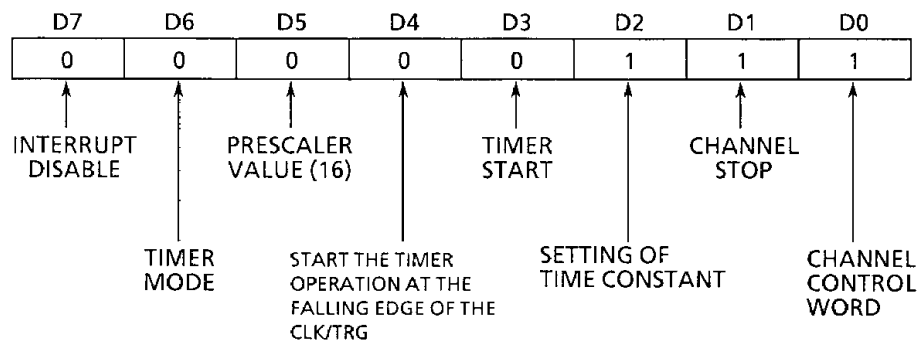 D7 D6 D5 D4 D3 D2 D1 D0
0 0 0 0 0 1 1 1
INTERRUPT
DISABLE
PRESCALER
VALUE (16)
TIMER
START
CHANNEL
STOP
TIMER
MODE
START THE TIMER
OPERATION AT THE
FALLING EDGE OF THE
CLK/TRG
SETTING OF
TIME CONSTANT
CHANNEL
CONTROL
WORD